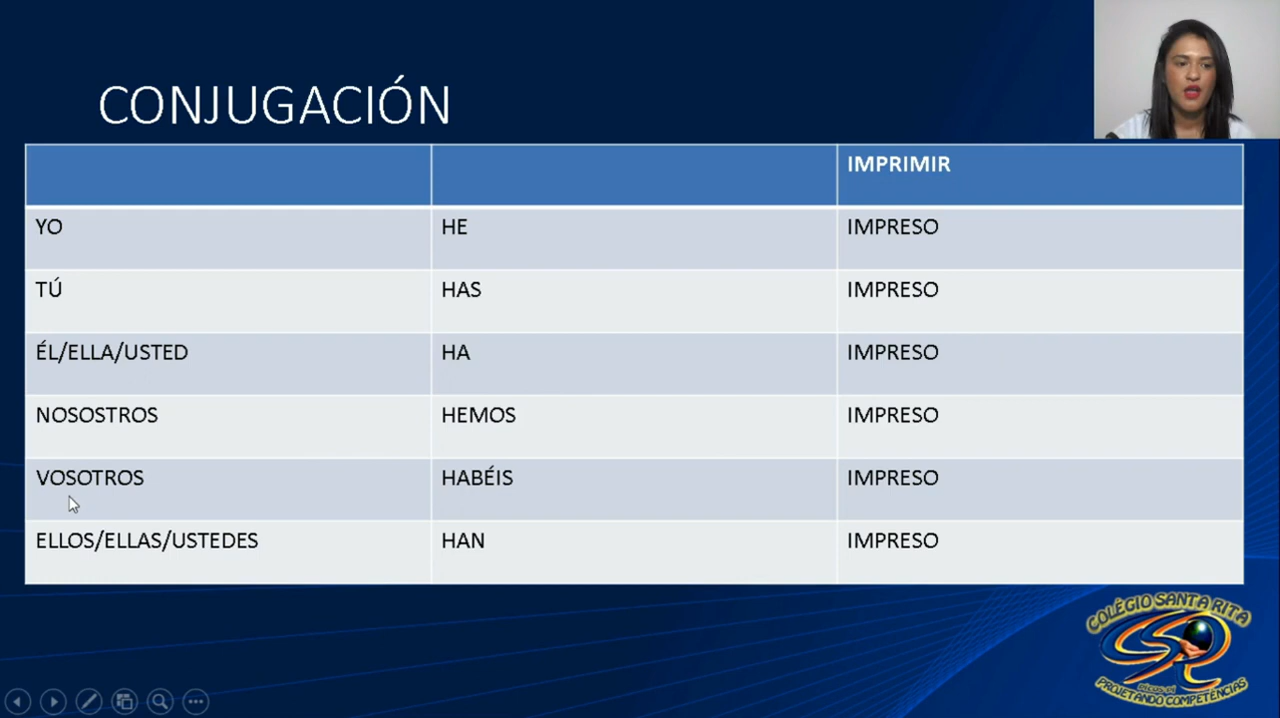 CONJUGACIÓN
IMPRIMIR
YO HE IMPRESO
TÚ HAS IMPRESO
ÉL/ELLA/USTED HA IMPRESO
NOSOSTROS HEMOS IMPRESO
VOSOTROS HABÉIS IMPRESO
ELLOS/ELLAS/USTEDES HAN IMPRESO
COLÉGIO SANTA RITA
PROJETANDO COMPETÊNCIAS